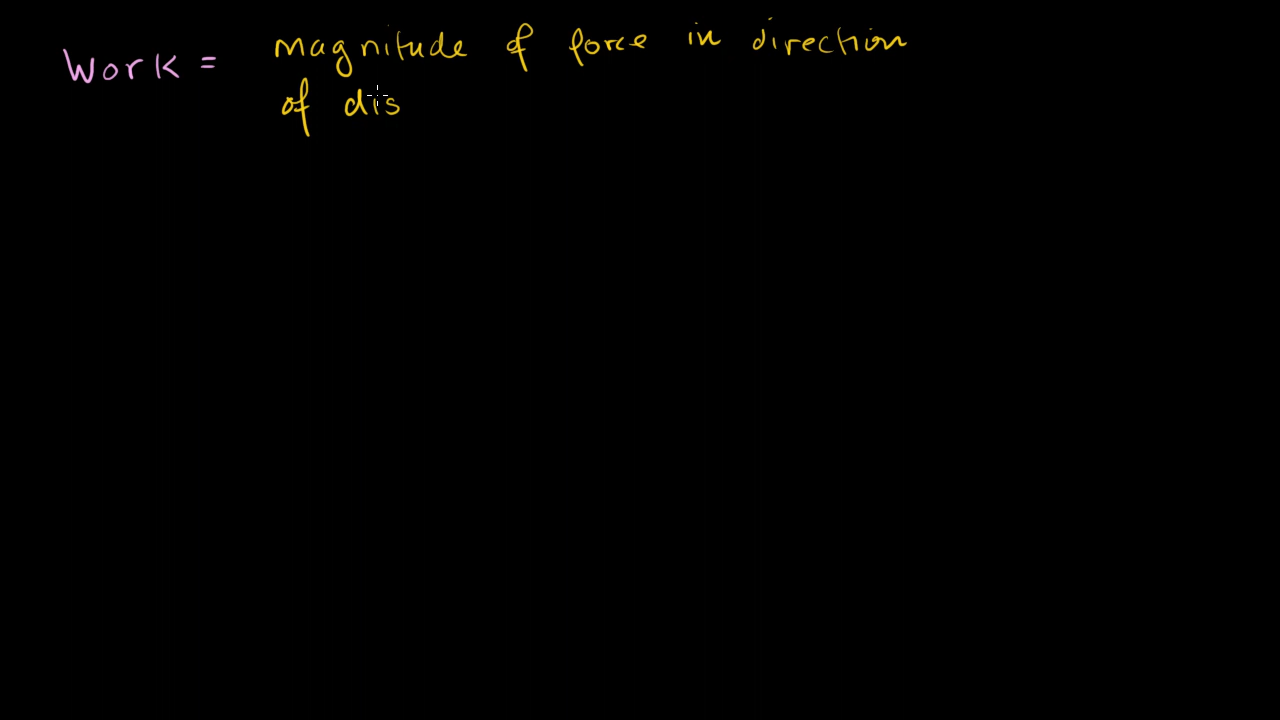 Work = magnitude of force in direction
of dis